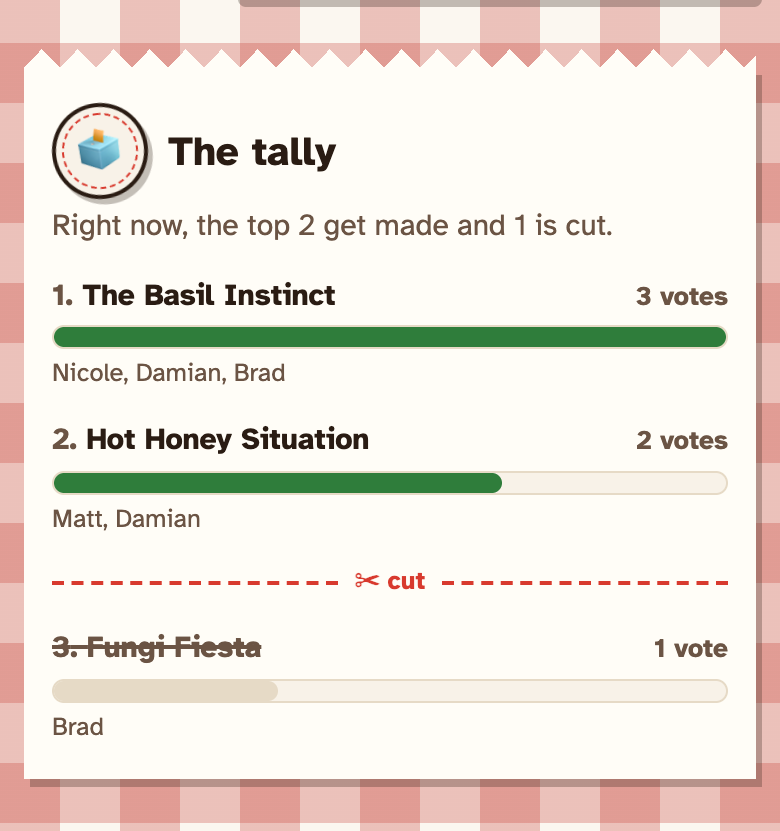 The tally
Right now, the top 2 get made and 1 is cut.
1. The Basil Instinct 3 votes
Nicole, Damian, Brad
2. Hot Honey Situation 2 votes
Matt, Damian
✂ cut
3. Fungi Fiesta 1 vote
Brad